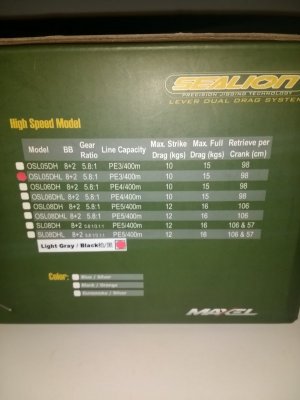 SEALION
PRECISION JIGGING TECHNOLOGY
LEVER DUAL DRAG SYSTEM
High Speed Model
Model BB Gear Ratio Line Capacity Max. Strike Drag (kgs) Max. Full Drag (kgs) Retrieve per Crank (cm)
OSL05DH 8+2 5.8:1 PE3/400m 10 15 98
OSL05DHL 8+2 5.8:1 PE3/400m 10 15 98
OSL06DH 8+2 5.8:1 PE4/400m 10 15 98
OSL06DHL 8+2 5.8:1 PE4/400m 10 15 98
OSL08DH 8+2 5.8:1 PE5/400m 12 16 106
OSL08DHL 8+2 5.8:1 PE5/400m 12 16 106
SL08DH 8+2 PE5/400m 12 16 106 & 57
SL08DHL 8+2 PE5/400m 12 16 106 & 57
Light Gray / Black
Color:
Blue / Silver
Black / Orange
Gunsmoke / Silver
MAXEL